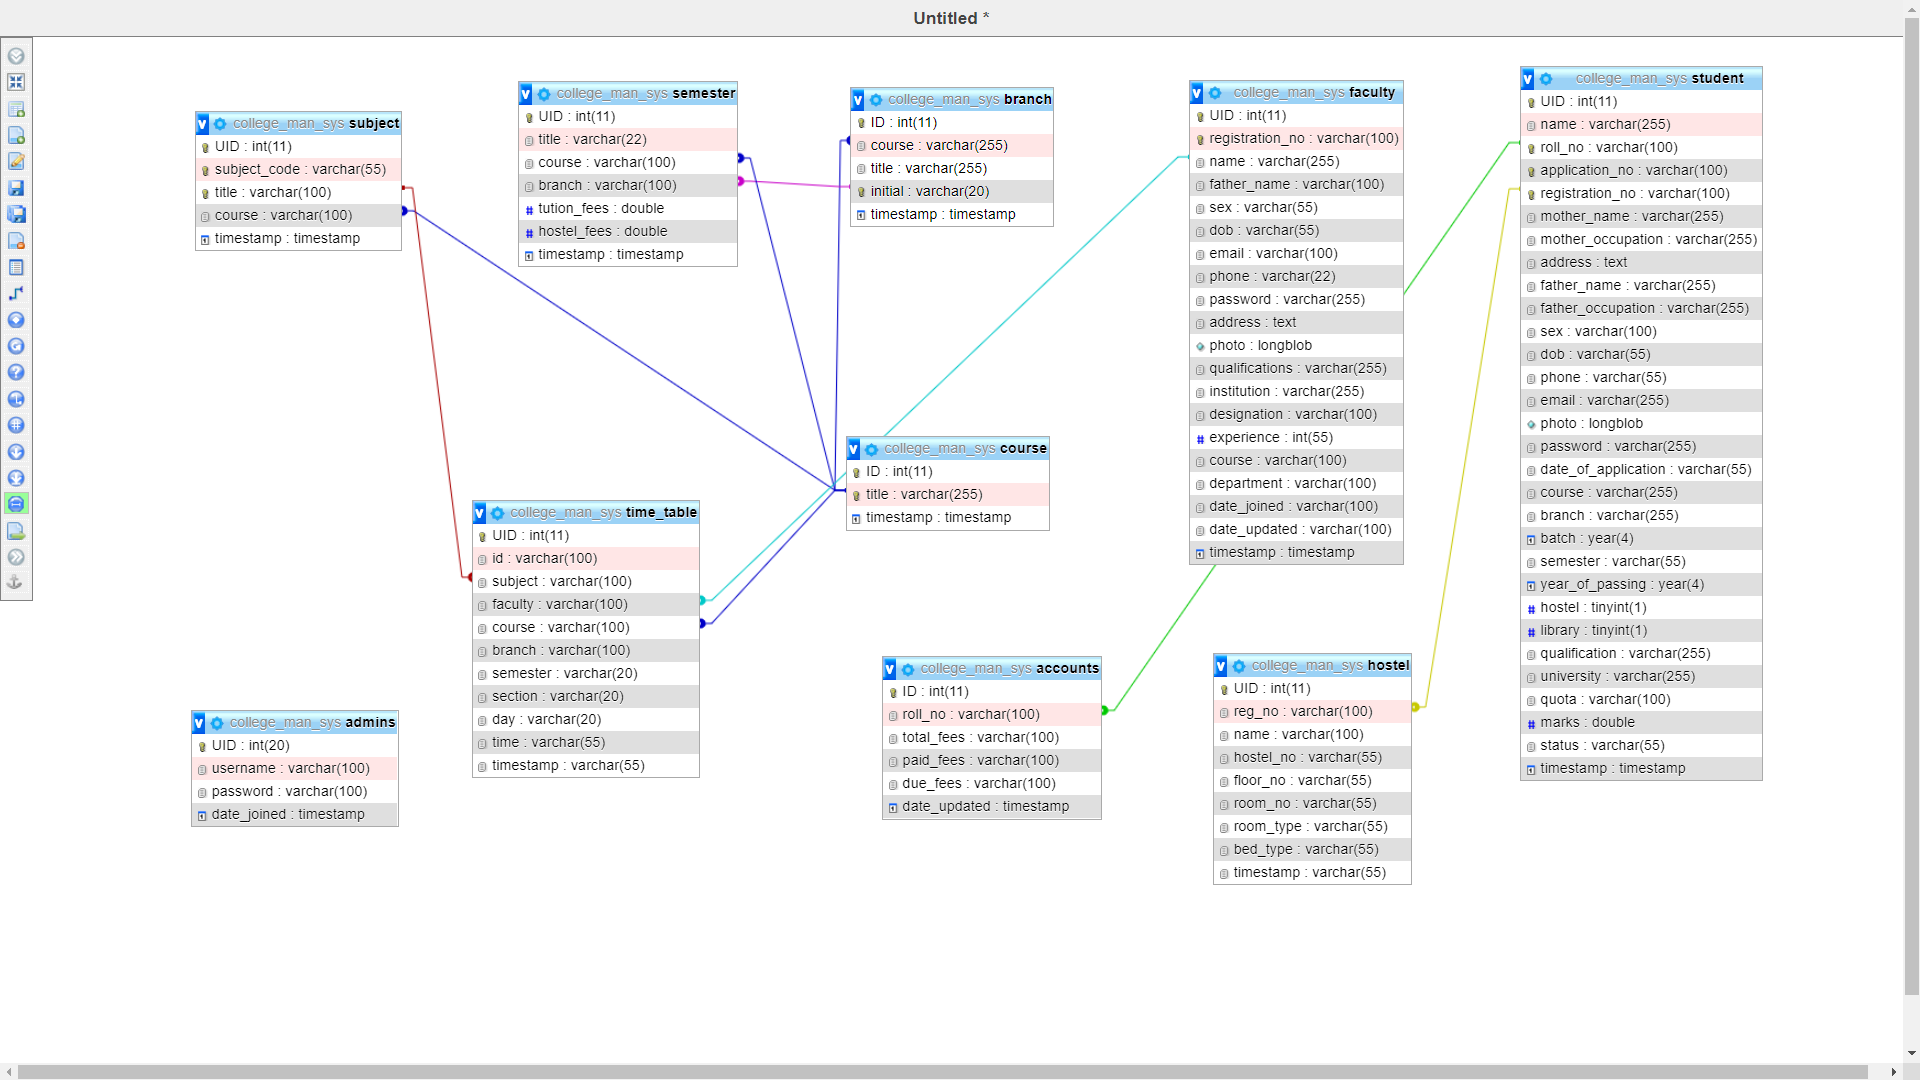 Untitled *
college_man_sys subject
UID : int(11)
subject_code : varchar(55)
title : varchar(100)
course : varchar(100)
timestamp : timestamp
college_man_sys semester
UID : int(11)
title : varchar(22)
course : varchar(100)
branch : varchar(100)
tution_fees : double
hostel_fees : double
timestamp : timestamp
college_man_sys branch
ID : int(11)
course : varchar(255)
title : varchar(255)
initial : varchar(20)
timestamp : timestamp
college_man_sys faculty
UID : int(11)
registration_no : varchar(100)
name : varchar(255)
father_name : varchar(100)
sex : varchar(55)
dob : varchar(55)
email : varchar(100)
phone : varchar(22)
password : varchar(255)
address : text
photo : longblob
qualifications : varchar(255)
institution : varchar(255)
designation : varchar(100)
experience : int(55)
course : varchar(100)
department : varchar(100)
date_joined : varchar(100)
date_updated : varchar(100)
timestamp : timestamp
college_man_sys student
UID : int(11)
name : varchar(255)
roll_no : varchar(100)
application_no : varchar(100)
registration_no : varchar(100)
mother_name : varchar(255)
mother_occupation : varchar(255)
address : text
father_name : varchar(255)
father_occupation : varchar(255)
sex : varchar(100)
dob : varchar(55)
phone : varchar(55)
email : varchar(255)
photo : longblob
password : varchar(255)
date_of_application : varchar(55)
course : varchar(255)
branch : varchar(255)
batch : year(4)
semester : varchar(55)
year_of_passing : year(4)
hostel : tinyint(1)
library : tinyint(1)
qualification : varchar(255)
university : varchar(255)
quota : varchar(100)
marks : double
status : varchar(55)
timestamp : timestamp
college_man_sys course
ID : int(11)
title : varchar(255)
timestamp : timestamp
college_man_sys time_table
UID : int(11)
id : varchar(100)
subject : varchar(100)
faculty : varchar(100)
course : varchar(100)
branch : varchar(100)
semester : varchar(20)
section : varchar(20)
day : varchar(20)
time : varchar(55)
timestamp : varchar(55)
college_man_sys admins
UID : int(20)
username : varchar(100)
password : varchar(100)
date_joined : timestamp
college_man_sys accounts
ID : int(11)
roll_no : varchar(100)
total_fees : varchar(100)
paid_fees : varchar(100)
due_fees : varchar(100)
date_updated : timestamp
college_man_sys hostel
UID : int(11)
reg_no : varchar(100)
name : varchar(100)
hostel_no : varchar(55)
floor_no : varchar(55)
room_no : varchar(55)
room_type : varchar(55)
bed_type : varchar(55)
timestamp : varchar(55)